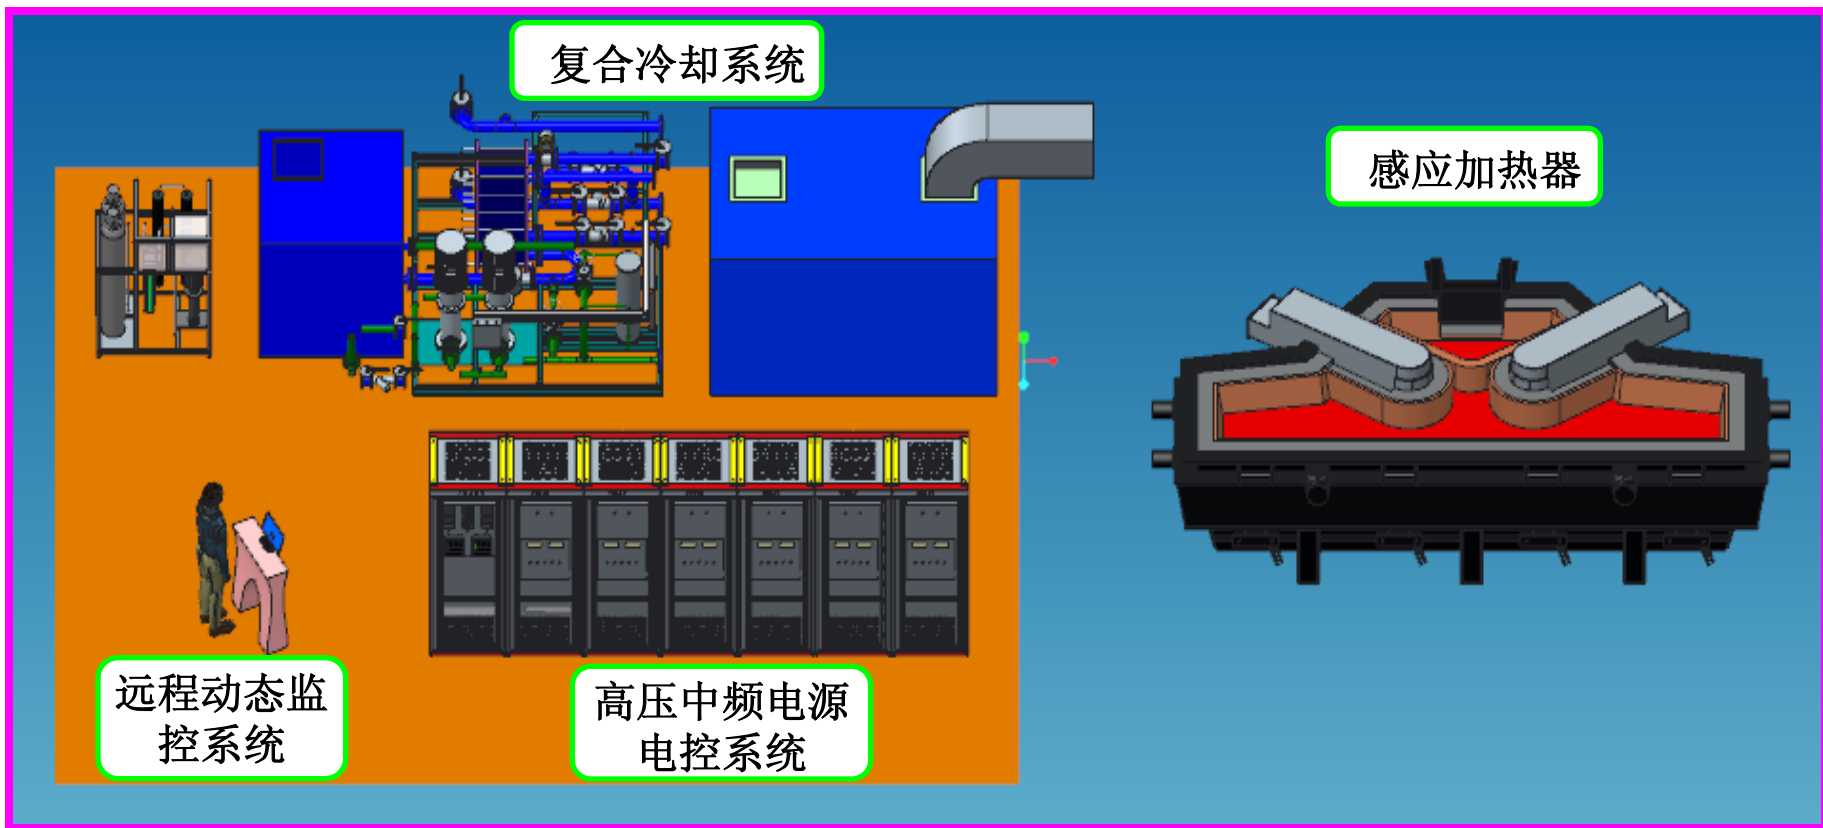 复合冷却系统
感应加热器
远程动态监
控系统
高压中频电源
电控系统